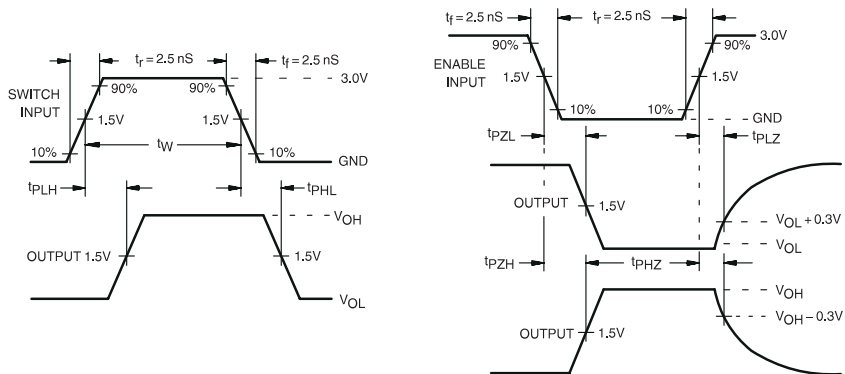 tr = 2.5 nS
tf = 2.5 nS
SWITCH INPUT
90%
90%
3.0V
1.5V
1.5V
tW
10%
10%
GND
tPLH
tPHL
VOH
OUTPUT
1.5V
1.5V
VOL
tf = 2.5 nS
tr = 2.5 nS
90%
90%
3.0V
ENABLE INPUT
1.5V
1.5V
10%
10%
GND
tPZL
tPLZ
OUTPUT
1.5V
VOL + 0.3V
VOL
tPZH
tPHZ
VOH
VOH – 0.3V
OUTPUT
1.5V